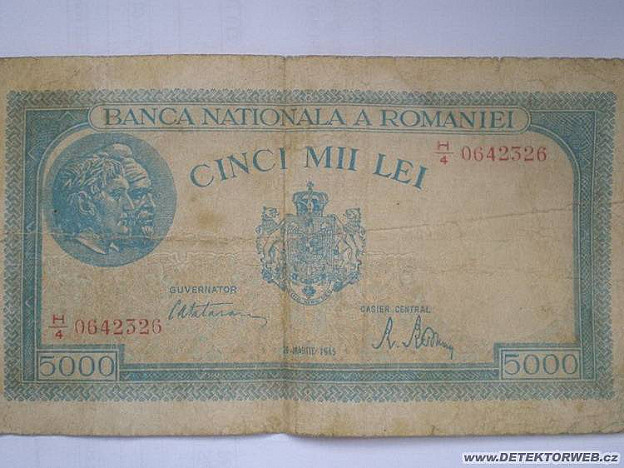 BANCA NATIONALA A ROMANIEI
CINCI MII LEI
H/4 0642326
GUVERNATOR
CASIER CENTRAL
H/4 0642326
5000
5000
www.DETEKTORWEB.cz